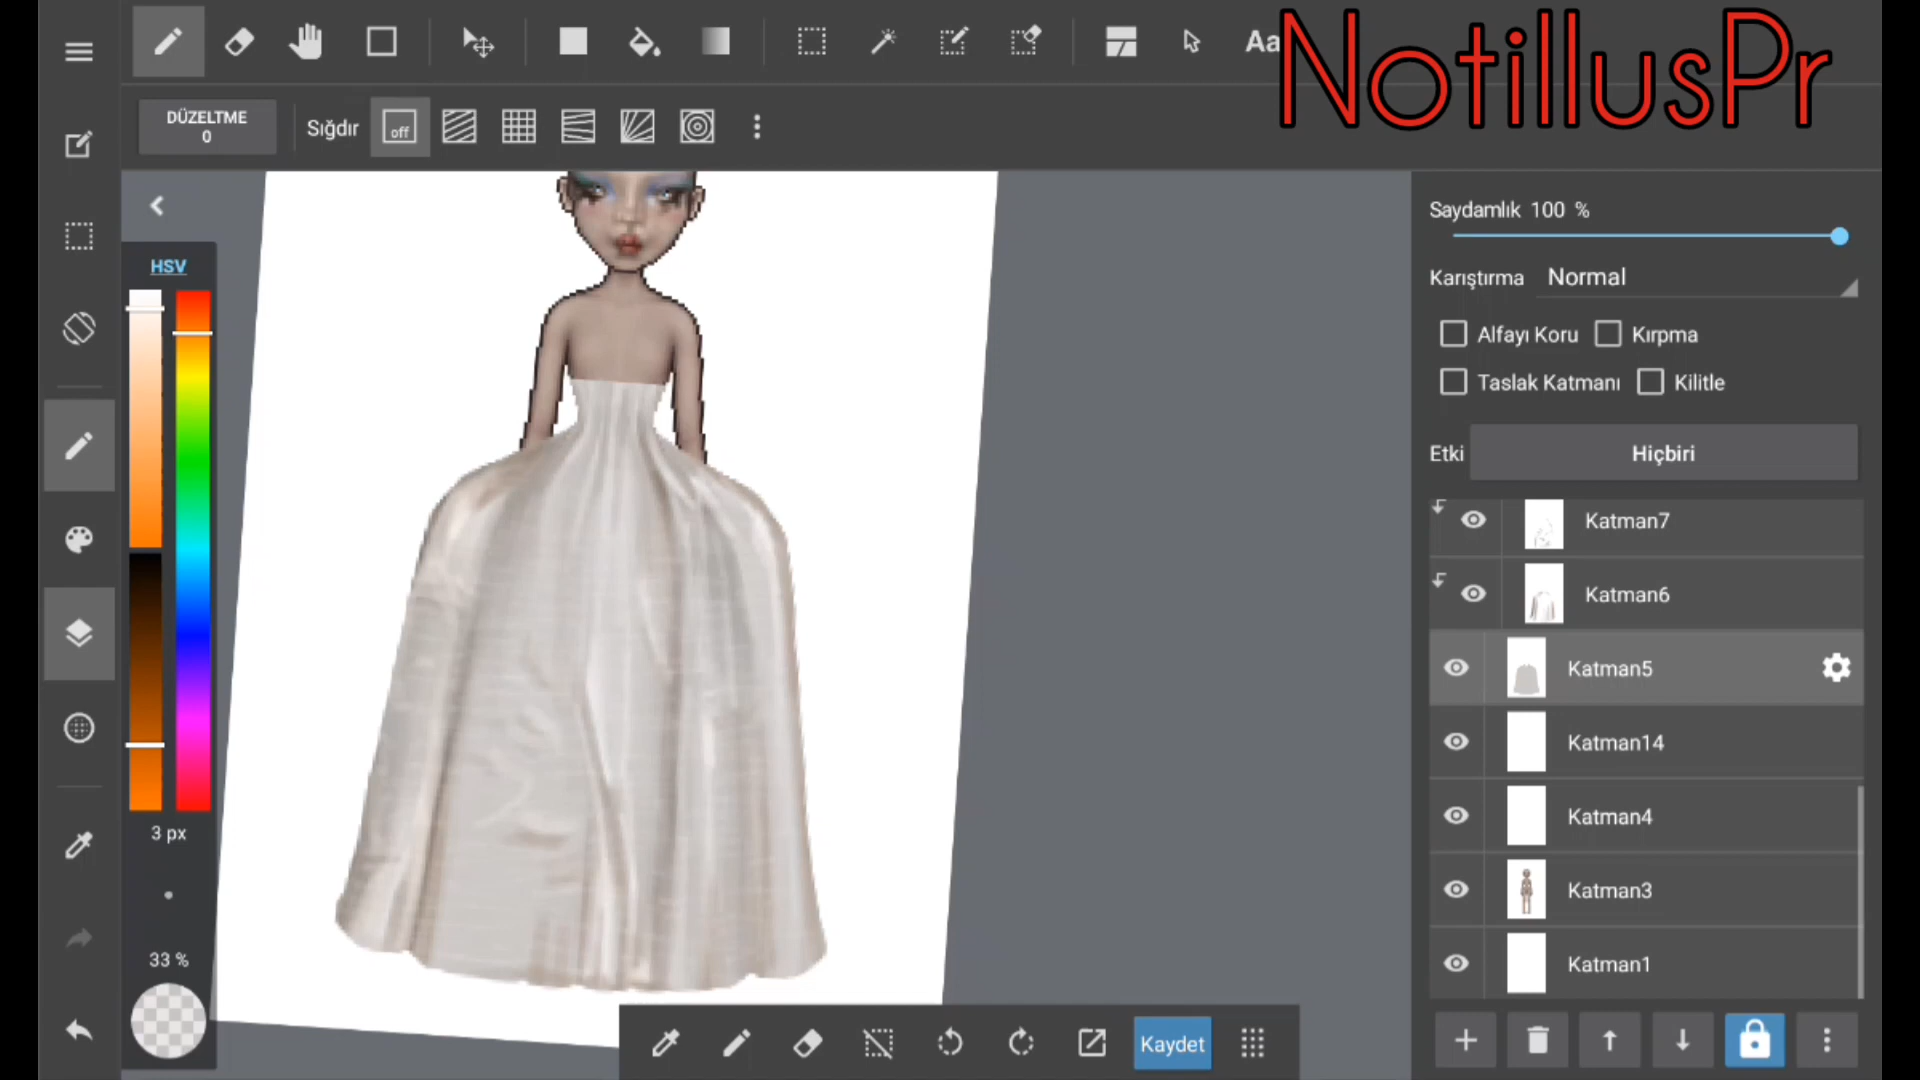 Aa
NotillusPr
DÜZELTME
0
Sığdır
off
HSV
3 px
33 %
Saydamlık 100 %
Karıştırma Normal
Alfayı Koru Kırpma
Taslak Katmanı Kilitle
Etki Hiçbiri
Katman7
Katman6
Katman5
Katman14
Katman4
Katman3
Katman1
Kaydet